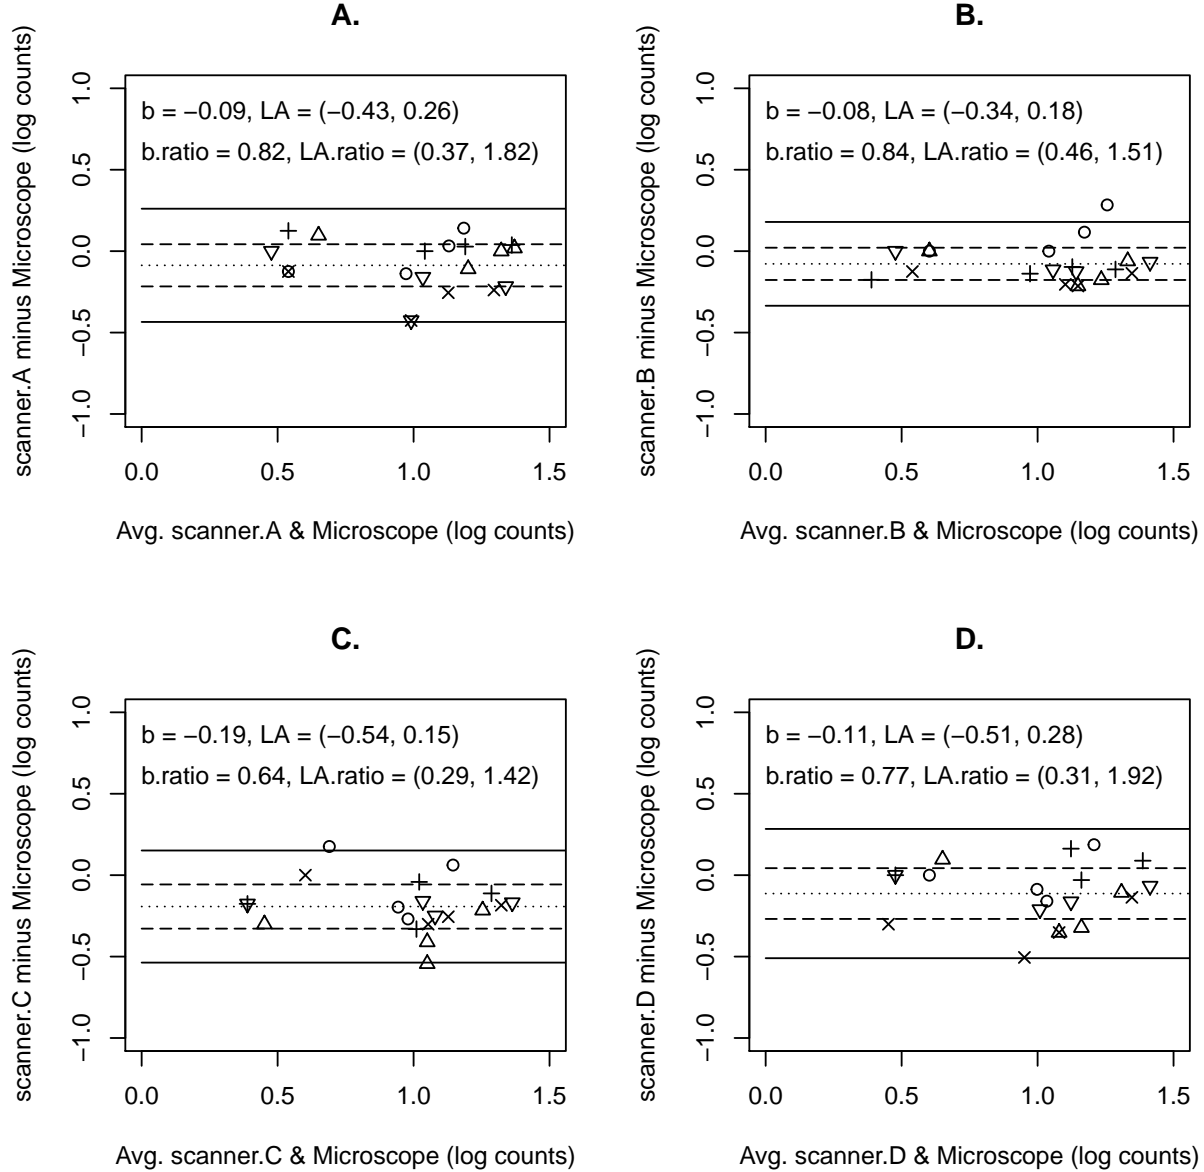 A.
scanner.A minus Microscope (log counts)
1.0
0.5
0.0
−0.5
−1.0
b = −0.09, LA = (−0.43, 0.26)
b.ratio = 0.82, LA.ratio = (0.37, 1.82)
0.0 0.5 1.0 1.5
Avg. scanner.A & Microscope (log counts)
B.
scanner.B minus Microscope (log counts)
1.0
0.5
0.0
−0.5
−1.0
b = −0.08, LA = (−0.34, 0.18)
b.ratio = 0.84, LA.ratio = (0.46, 1.51)
0.0 0.5 1.0 1.5
Avg. scanner.B & Microscope (log counts)
C.
scanner.C minus Microscope (log counts)
1.0
0.5
0.0
−0.5
−1.0
b = −0.19, LA = (−0.54, 0.15)
b.ratio = 0.64, LA.ratio = (0.29, 1.42)
0.0 0.5 1.0 1.5
Avg. scanner.C & Microscope (log counts)
D.
scanner.D minus Microscope (log counts)
1.0
0.5
0.0
−0.5
−1.0
b = −0.11, LA = (−0.51, 0.28)
b.ratio = 0.77, LA.ratio = (0.31, 1.92)
0.0 0.5 1.0 1.5
Avg. scanner.D & Microscope (log counts)